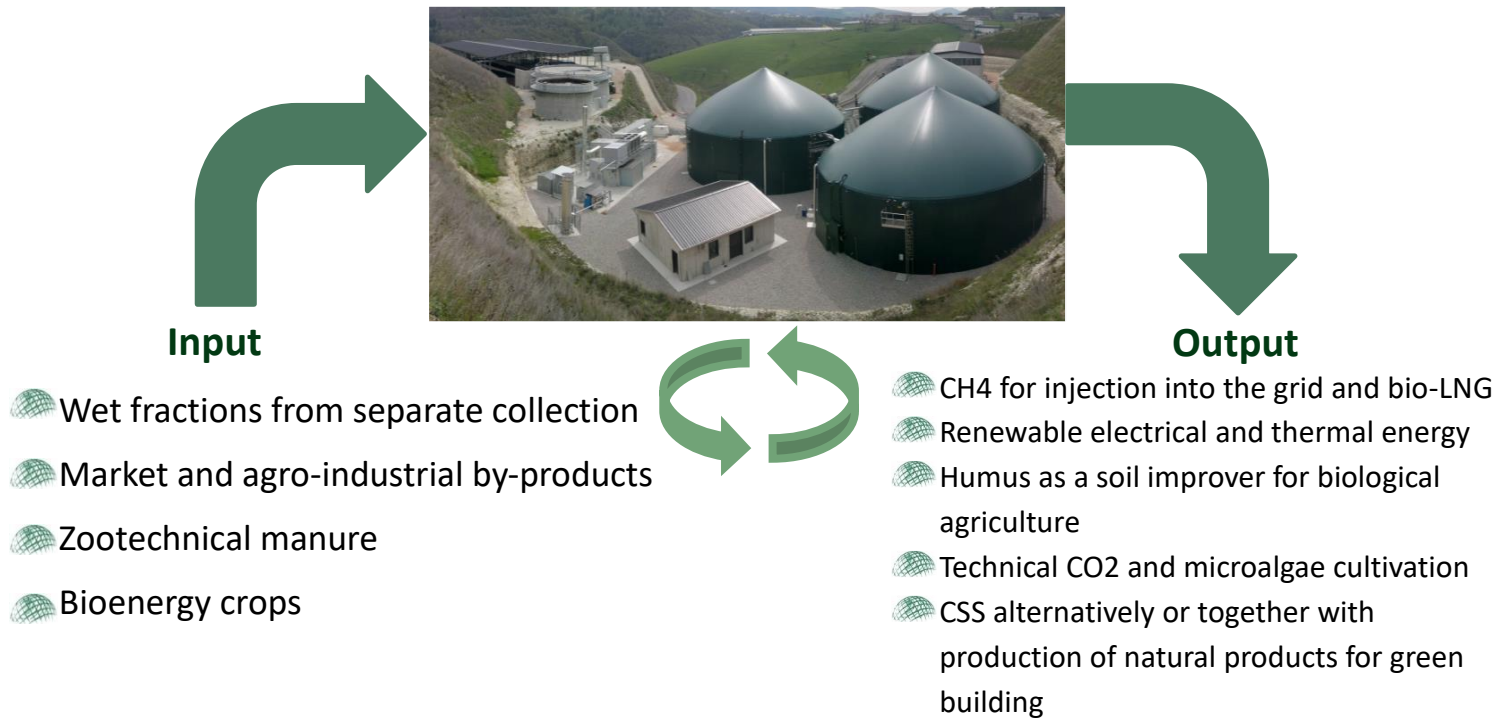 Input
Wet fractions from separate collection
Market and agro-industrial by-products
Zootechnical manure
Bioenergy crops
Output
CH4 for injection into the grid and bio-LNG
Renewable electrical and thermal energy
Humus as a soil improver for biological
agriculture
Technical CO2 and microalgae cultivation
CSS alternatively or together with
production of natural products for green
building